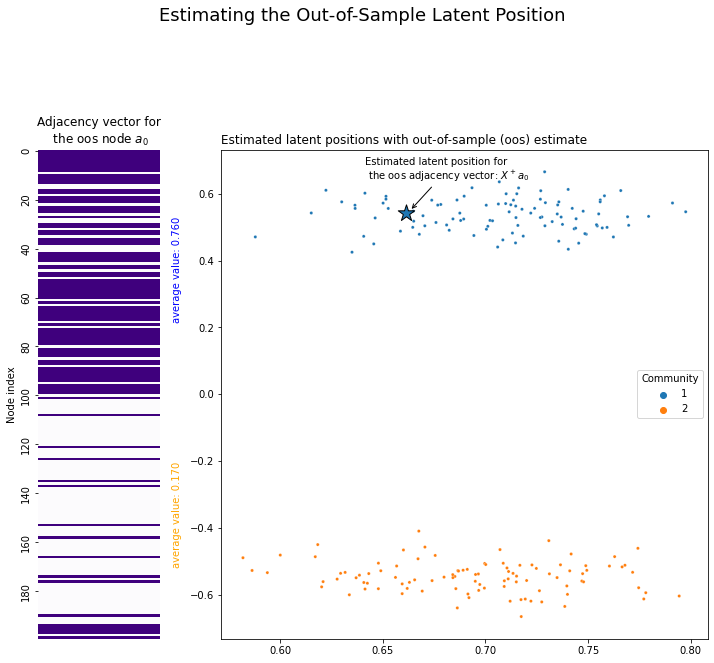 Estimating the Out-of-Sample Latent Position
Adjacency vector for
the oos node a₀
0
20
40
60
80
100
120
140
160
180
Node index
average value: 0.760
average value: 0.170
Estimated latent positions with out-of-sample (oos) estimate
Estimated latent position for
the oos adjacency vector: X⁺a₀
0.6
0.4
0.2
0.0
−0.2
−0.4
−0.6
Community
1
2
0.60
0.65
0.70
0.75
0.80